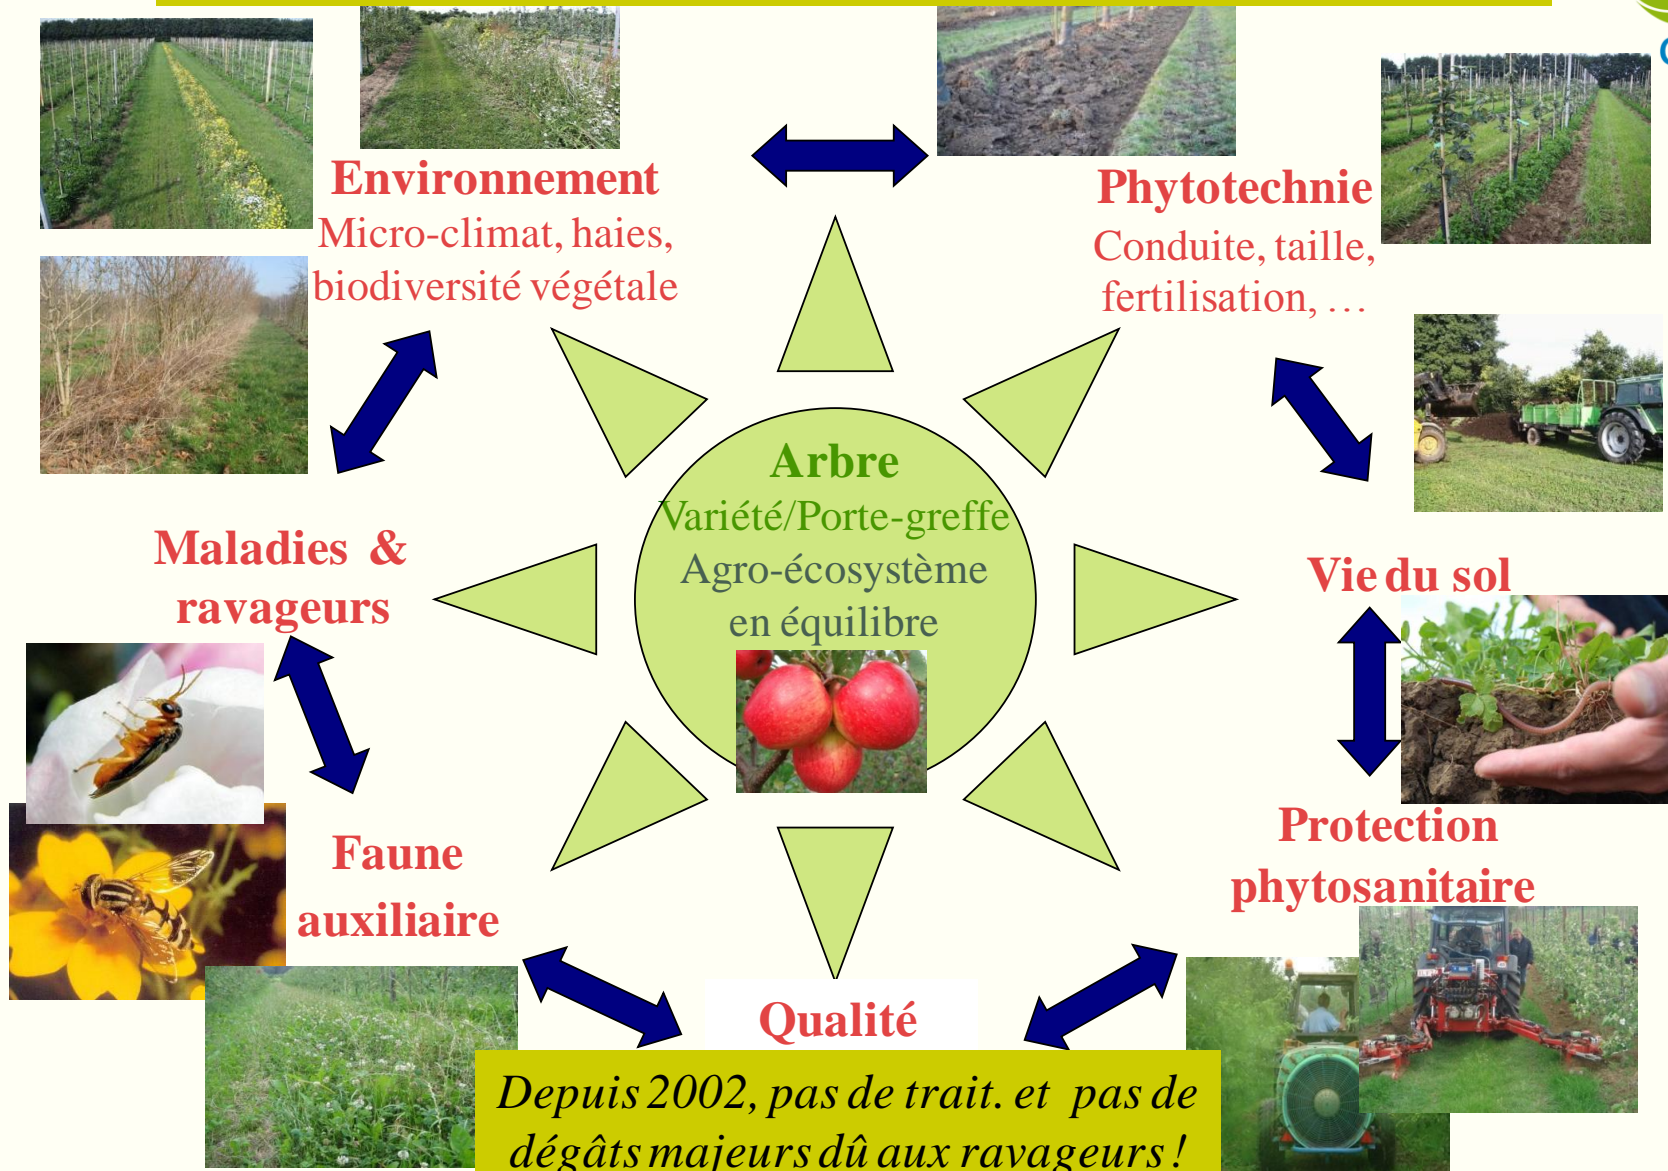 Environnement
Micro-climat, haies,
biodiversité végétale
Phytotechnie
Conduite, taille,
fertilisation, …
Arbre
Variété/Porte-greffe
Agro-écosystème
en équilibre
Maladies &
ravageurs
Vie du sol
Faune
auxiliaire
Protection
phytosanitaire
Qualité
Depuis 2002, pas de trait. et pas de
dégâts majeurs dû aux ravageurs !